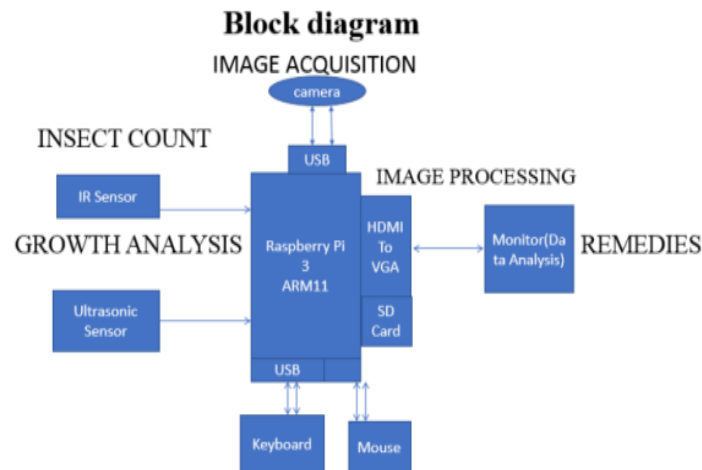 Block diagram
IMAGE ACQUISITION
camera
INSECT COUNT
USB
IMAGE PROCESSING
IR Sensor
HDMI
To
VGA
GROWTH ANALYSIS
Raspberry Pi
3
ARM11
Monitor(Da
ta Analysis)
REMEDIES
Ultrasonic
Sensor
SD
Card
USB
Keyboard
Mouse